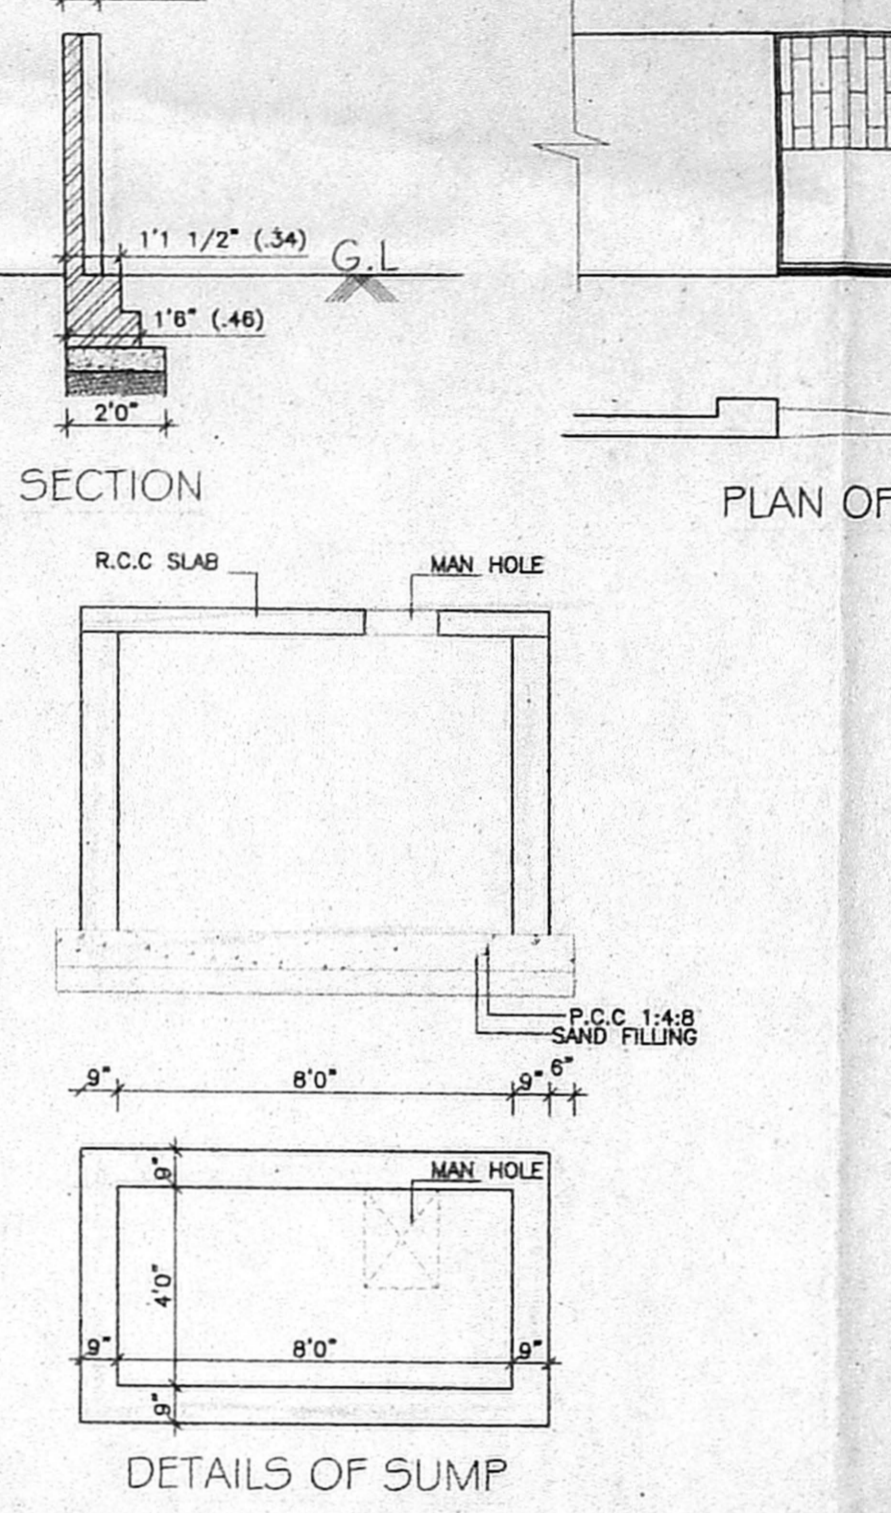 1'1 1/2" (.34)
G.L
1'6" (.46)
2'0"
SECTION
PLAN OF
R.C.C SLAB
MAN HOLE
P.C.C 1:4:8
SAND FILLING
9" 8'0" 9" 6"
9"
MAN HOLE
4'0"
9" 8'0" 9"
9"
DETAILS OF SUMP